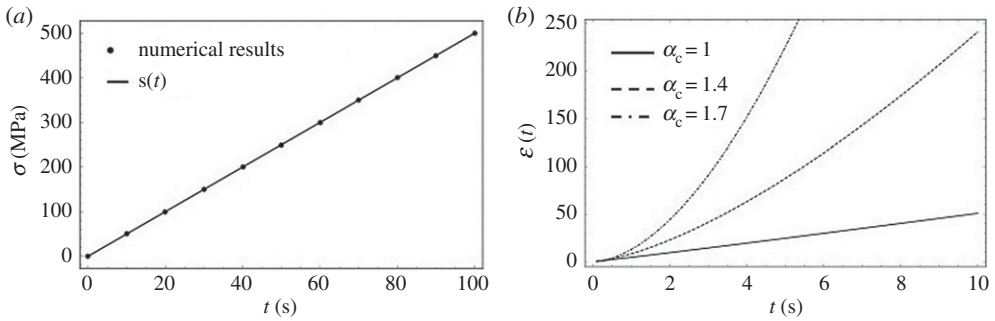 (a)
500
400
300
200
100
0
σ (MPa)
numerical results
s(t)
0 20 40 60 80 100
t (s)
(b)
250
200
150
100
50
0
ε (t)
α_c = 1
α_c = 1.4
α_c = 1.7
0 2 4 6 8 10
t (s)